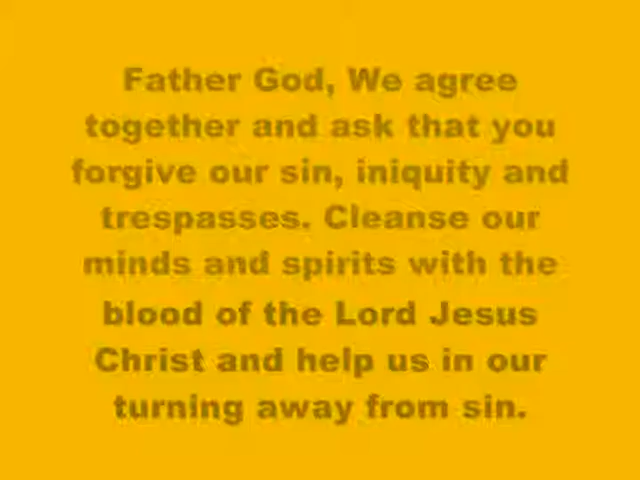 Father God, We agree
together and ask that you
forgive our sin, iniquity and
trespasses. Cleanse our
minds and spirits with the
blood of the Lord Jesus
Christ and help us in our
turning away from sin.